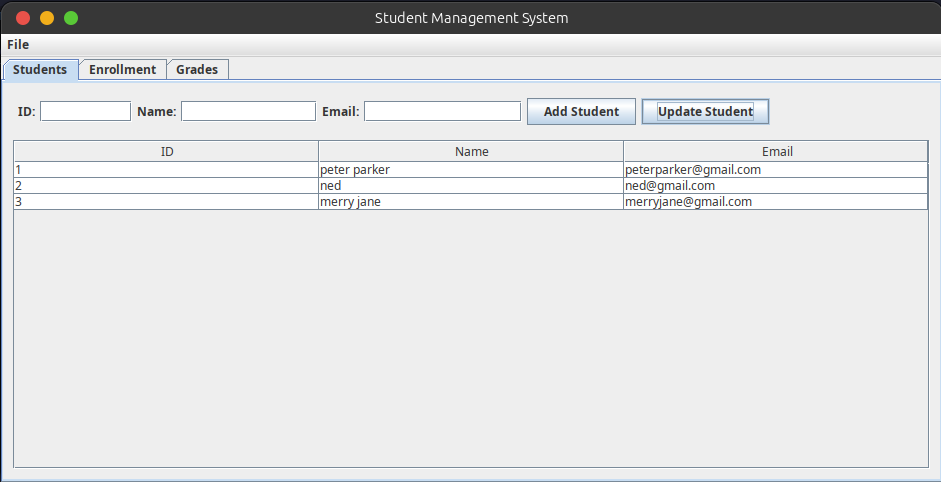 Student Management System
File
Students Enrollment Grades
ID: Name: Email: Add Student Update Student
ID Name Email
1 peter parker peterparker@gmail.com
2 ned ned@gmail.com
3 merry jane merryjane@gmail.com